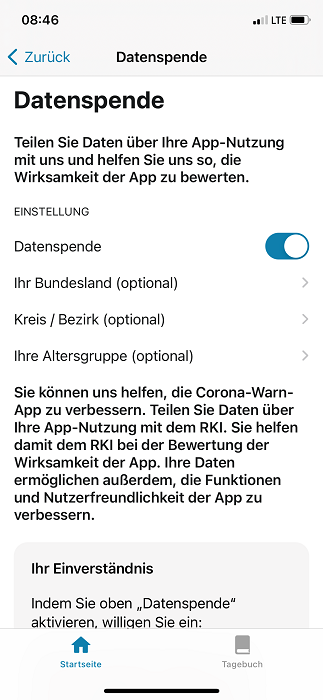 08:46
LTE
Zurück
Datenspende
Datenspende
Teilen Sie Daten über Ihre App-Nutzung
mit uns und helfen Sie uns so, die
Wirksamkeit der App zu bewerten.
EINSTELLUNG
Datenspende
Ihr Bundesland (optional)
Kreis / Bezirk (optional)
Ihre Altersgruppe (optional)
Sie können uns helfen, die Corona-Warn-
App zu verbessern. Teilen Sie Daten über
Ihre App-Nutzung mit dem RKI. Sie helfen
damit dem RKI bei der Bewertung der
Wirksamkeit der App. Ihre Daten
ermöglichen außerdem, die Funktionen
und Nutzerfreundlichkeit der App zu
verbessern.
Ihr Einverständnis
Indem Sie oben „Datenspende“
aktivieren, willigen Sie ein:
Startseite
Tagebuch